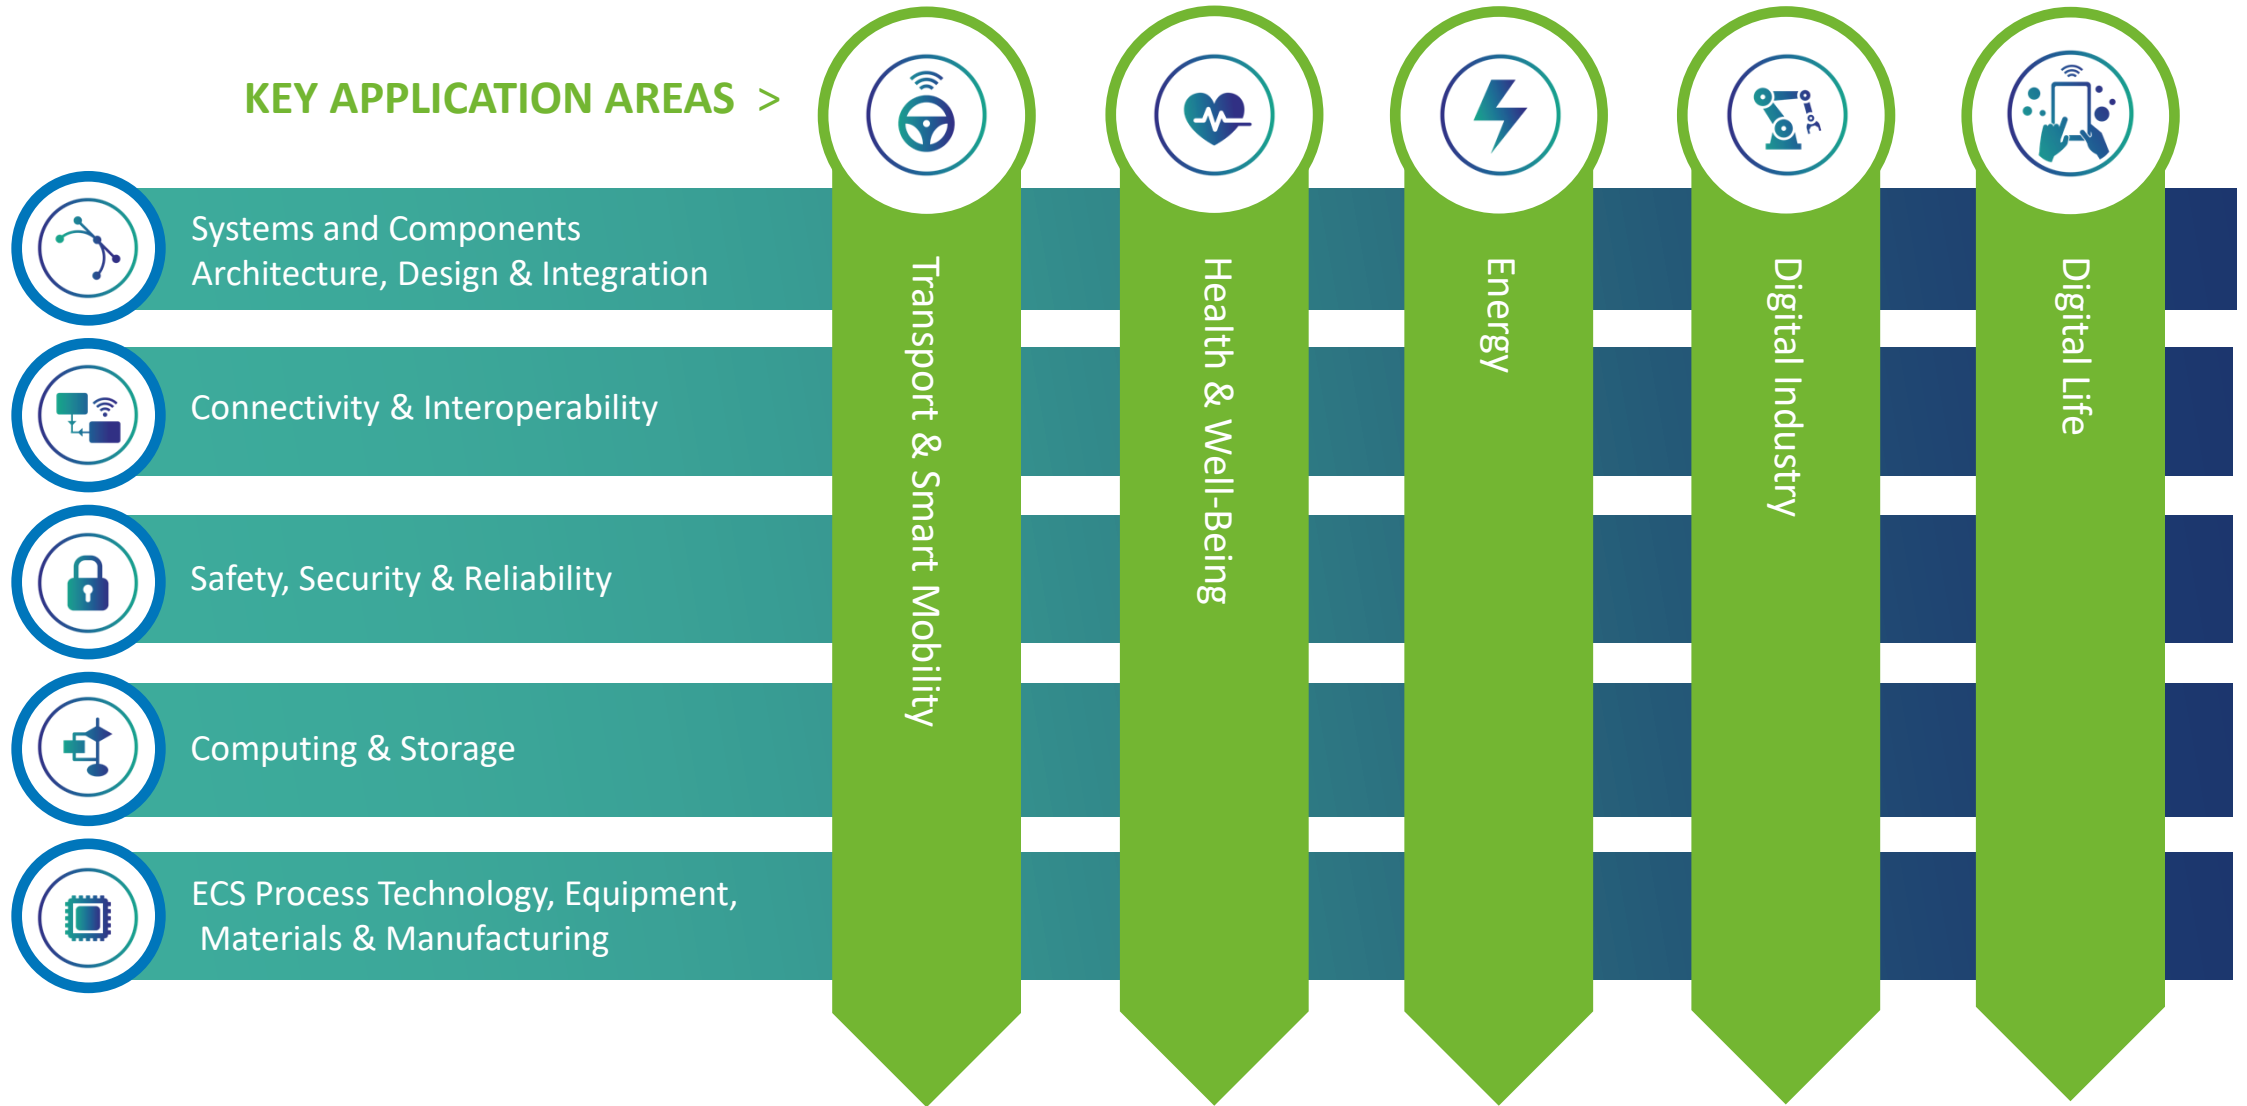 KEY APPLICATION AREAS >
Systems and Components
Architecture, Design & Integration
Connectivity & Interoperability
Safety, Security & Reliability
Computing & Storage
ECS Process Technology, Equipment,
Materials & Manufacturing
Transport & Smart Mobility
Health & Well-Being
Energy
Digital Industry
Digital Life